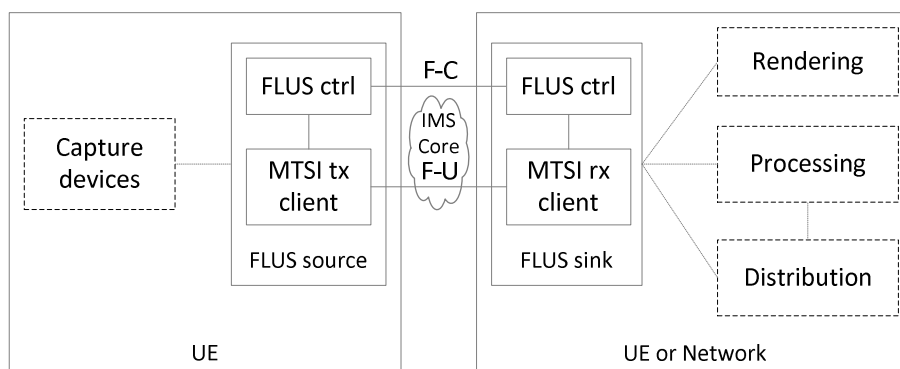 Capture
devices
FLUS ctrl
MTSI tx
client
FLUS source
UE
F-C
IMS
Core
F-U
FLUS ctrl
MTSI rx
client
FLUS sink
Rendering
Processing
Distribution
UE or Network